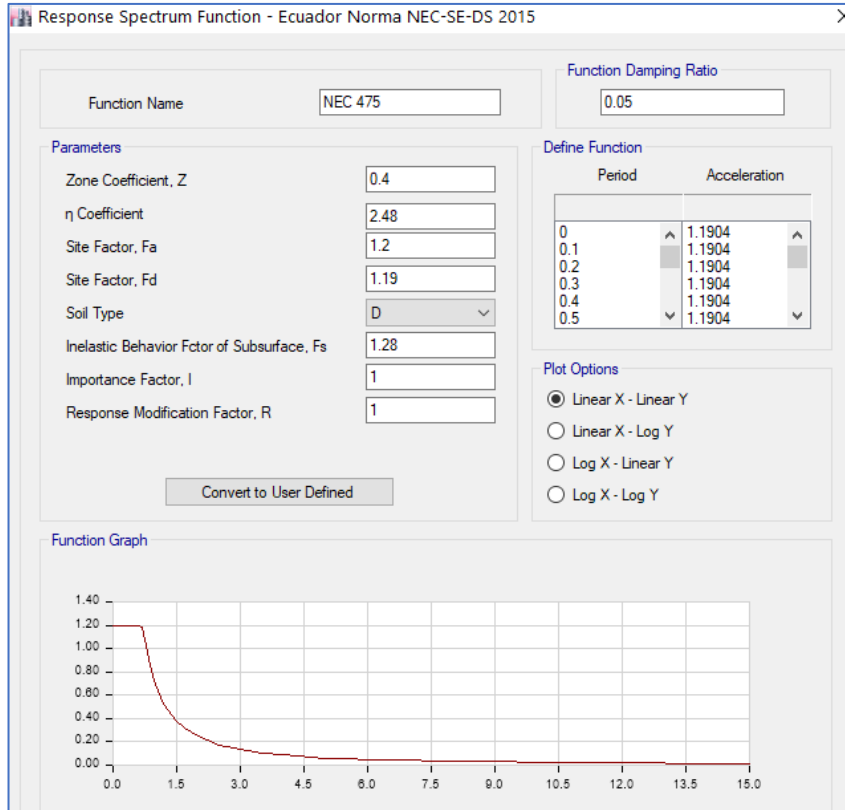 Response Spectrum Function - Ecuador Norma NEC-SE-DS 2015
Function Name
NEC 475
Function Damping Ratio
0.05
Parameters
Zone Coefficient, Z
0.4
η Coefficient
2.48
Site Factor, Fa
1.2
Site Factor, Fd
1.19
Soil Type
D
Inelastic Behavior Fctor of Subsurface, Fs
1.28
Importance Factor, I
1
Response Modification Factor, R
1
Convert to User Defined
Define Function
Period Acceleration
0 1.1904
0.1 1.1904
0.2 1.1904
0.3 1.1904
0.4 1.1904
0.5 1.1904
Plot Options
Linear X - Linear Y
Linear X - Log Y
Log X - Linear Y
Log X - Log Y
Function Graph
1.40
1.20
1.00
0.80
0.60
0.40
0.20
0.00
0.0 1.5 3.0 4.5 6.0 7.5 9.0 10.5 12.0 13.5 15.0